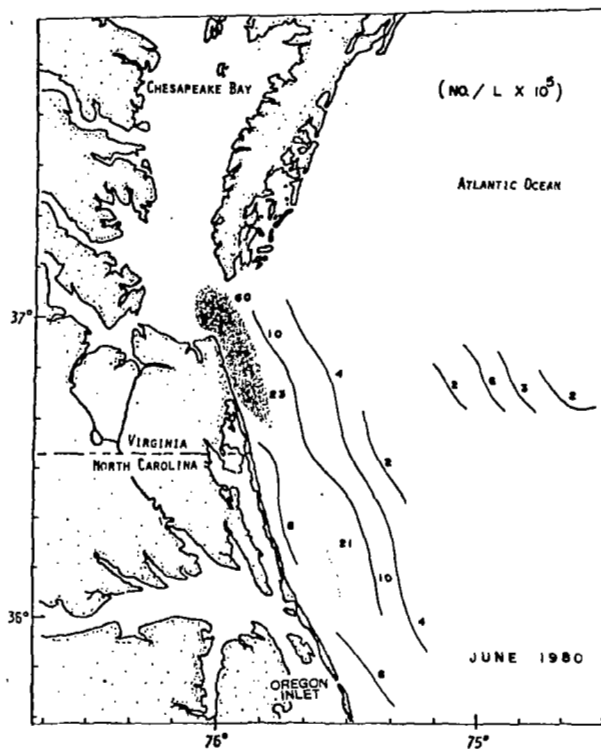 CHESAPEAKE BAY
(NO./ L X 10⁵)
ATLANTIC OCEAN
60
37°
10
4
2
6
3
2
23
VIRGINIA
NORTH CAROLINA
2
8
21
10
4
36°
6
JUNE 1980
OREGON
INLET
76°
75°